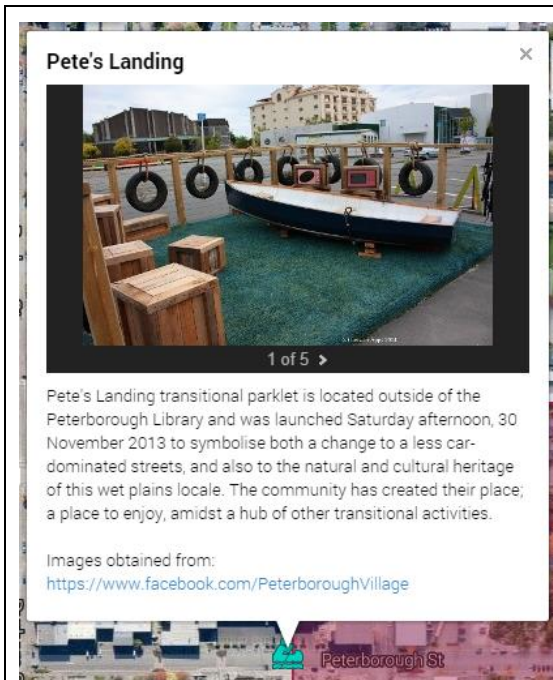 Pete's Landing
×
1 of 5 >
Pete's Landing transitional parklet is located outside of the
Peterborough Library and was launched Saturday afternoon, 30
November 2013 to symbolise both a change to a less car-
dominated streets, and also to the natural and cultural heritage
of this wet plains locale. The community has created their place;
a place to enjoy, amidst a hub of other transitional activities.
Images obtained from:
https://www.facebook.com/PeterboroughVillage
Peterborough St